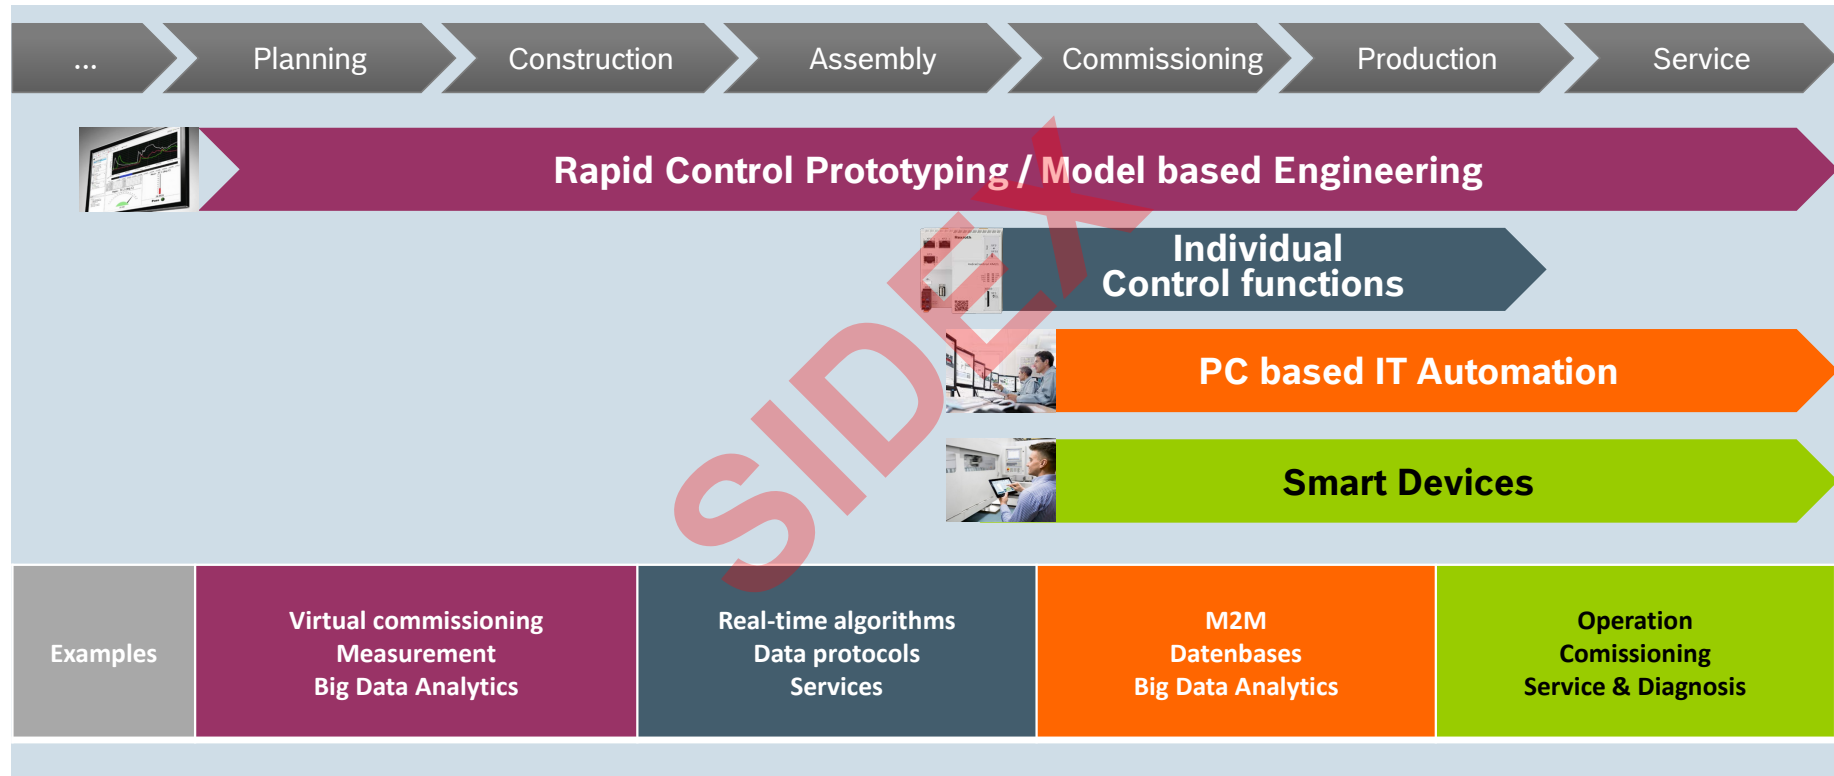 ...
Planning
Construction
Assembly
Commissioning
Production
Service
Rapid Control Prototyping / Model based Engineering
Individual
Control functions
PC based IT Automation
Smart Devices
SIDEX
Examples
Virtual commissioning
Measurement
Big Data Analytics
Real-time algorithms
Data protocols
Services
M2M
Datenbases
Big Data Analytics
Operation
Comissioning
Service & Diagnosis